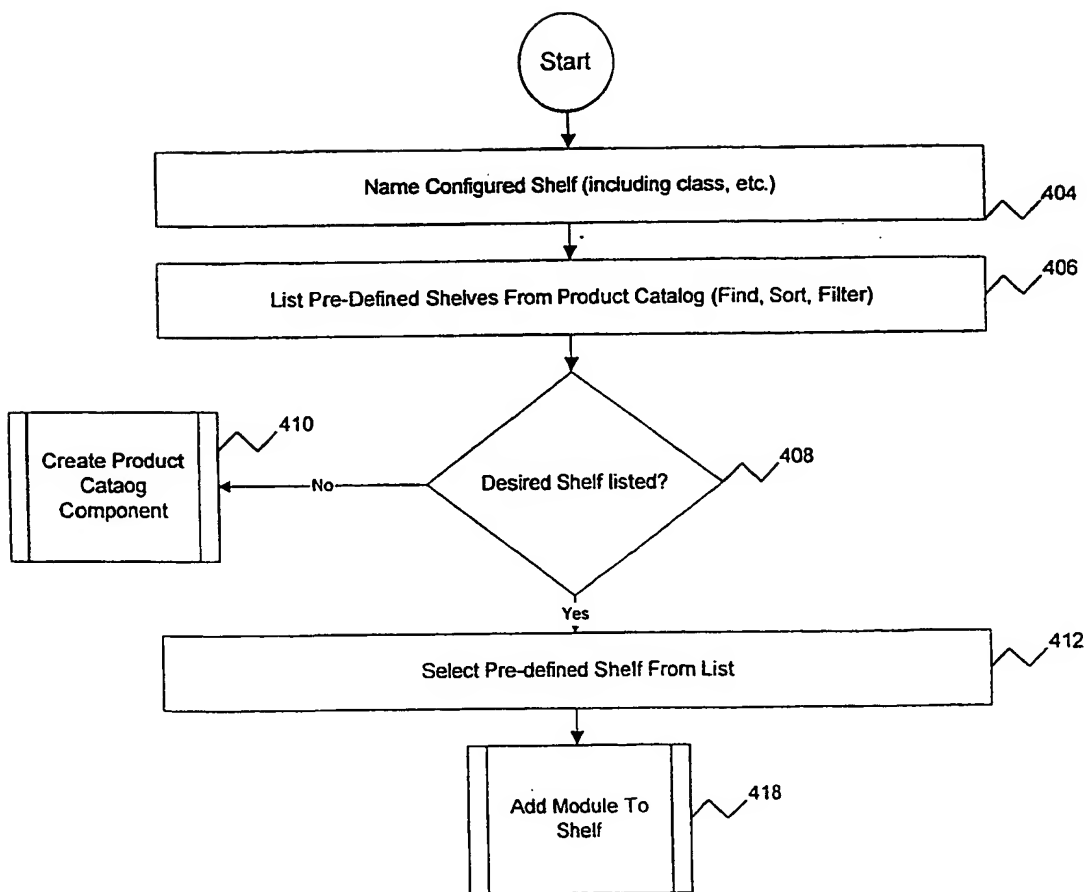 Start
Name Configured Shelf (including class, etc.)
404
List Pre-Defined Shelves From Product Catalog (Find, Sort, Filter)
406
Desired Shelf listed?
408
No
410
Create Product
Cataog
Component
Yes
Select Pre-defined Shelf From List
412
Add Module To
Shelf
418